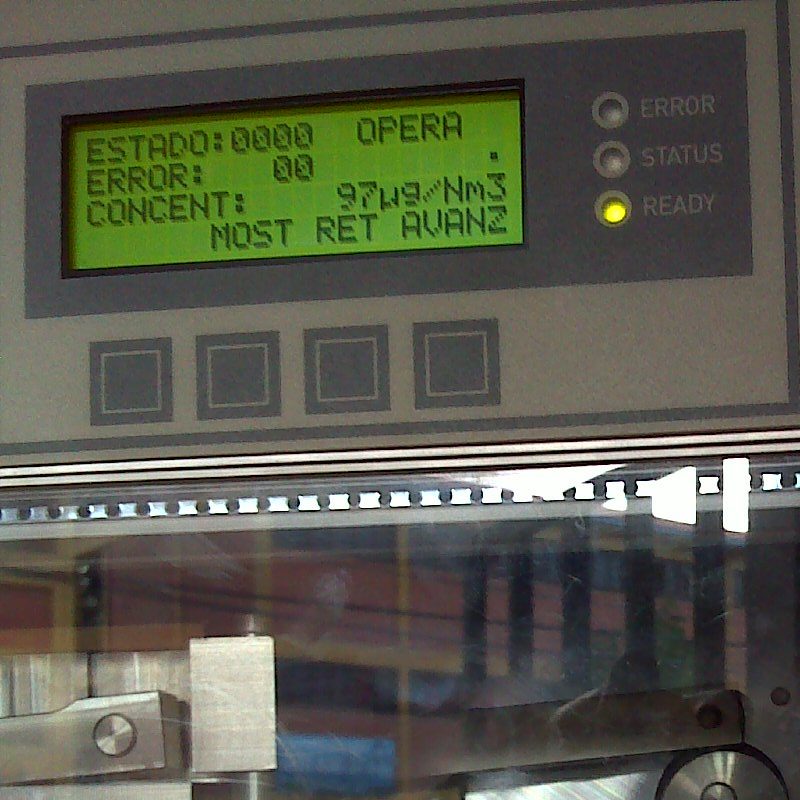 ESTADO:0000 OPERA
ERROR: 00 .
CONCENT: 97µg/Nm3
MOST RET AVANZ
ERROR
STATUS
READY